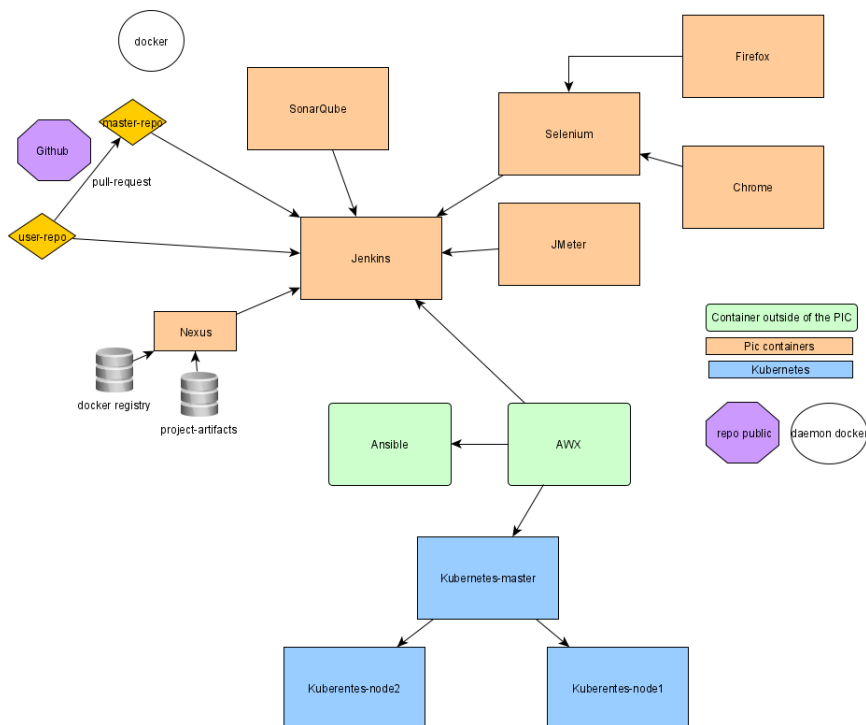 docker
Firefox
SonarQube
master-repo
Selenium
Github
pull-request
Chrome
user-repo
Jenkins
JMeter
Container outside of the PIC
Nexus
Pic containers
Kubernetes
docker registry
project-artifacts
repo public
daemon docker
Ansible
AWX
Kubernetes-master
Kuberentes-node2
Kuberentes-node1